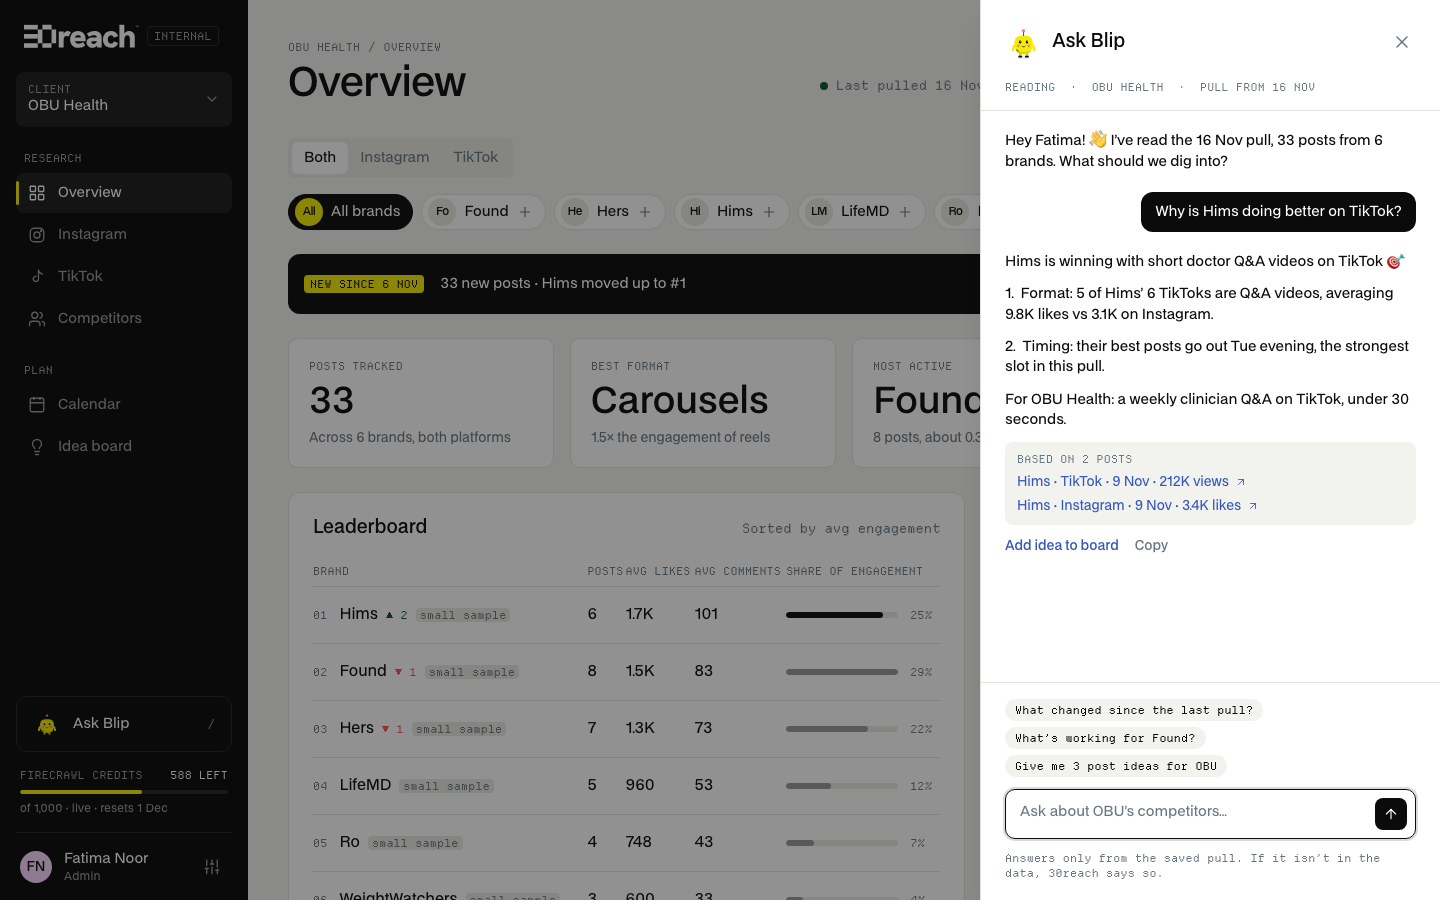 30reach INTERNAL
CLIENT
OBU Health
RESEARCH
Overview
Instagram
TikTok
Competitors
PLAN
Calendar
Idea board
Ask Blip /
FIRECRAWL CREDITS 588 LEFT
of 1,000 · live · resets 1 Dec
FN Fatima Noor
Admin
OBU HEALTH / OVERVIEW
Overview
Last pulled 16 Nov
Both Instagram TikTok
All All brands Fo Found + He Hers + Hi Hims + LM LifeMD + Ro
NEW SINCE 6 NOV 33 new posts · Hims moved up to #1
POSTS TRACKED
33
Across 6 brands, both platforms
BEST FORMAT
Carousels
1.5× the engagement of reels
MOST ACTIVE
Found
8 posts, about 0.3
Leaderboard Sorted by avg engagement
BRAND POSTS AVG LIKES AVG COMMENTS SHARE OF ENGAGEMENT
01 Hims ▲ 2 small sample 6 1.7K 101 25%
02 Found ▼ 1 small sample 8 1.5K 83 29%
03 Hers ▼ 1 small sample 7 1.3K 73 22%
04 LifeMD small sample 5 960 53 12%
05 Ro small sample 4 748 43 7%
06 WeightWatchers small sample 3 600 33 4%
Ask Blip
READING · OBU HEALTH · PULL FROM 16 NOV
Hey Fatima! 👋 I've read the 16 Nov pull, 33 posts from 6
brands. What should we dig into?
Why is Hims doing better on TikTok?
Hims is winning with short doctor Q&A videos on TikTok 🎯
1. Format: 5 of Hims' 6 TikToks are Q&A videos, averaging
9.8K likes vs 3.1K on Instagram.
2. Timing: their best posts go out Tue evening, the strongest
slot in this pull.
For OBU Health: a weekly clinician Q&A on TikTok, under 30
seconds.
BASED ON 2 POSTS
Hims · TikTok · 9 Nov · 212K views ↗
Hims · Instagram · 9 Nov · 3.4K likes ↗
Add idea to board Copy
What changed since the last pull?
What's working for Found?
Give me 3 post ideas for OBU
Ask about OBU's competitors...
Answers only from the saved pull. If it isn't in the
data, 30reach says so.